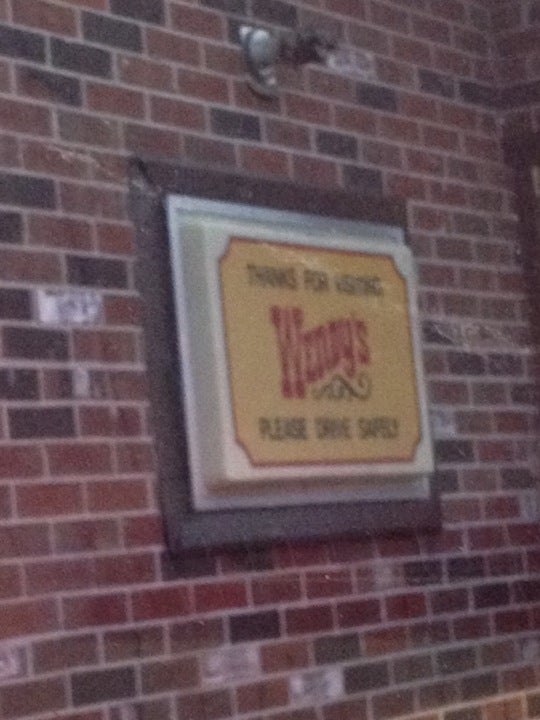 THANKS FOR VISITING
WENDY'S
PLEASE DRIVE SAFELY